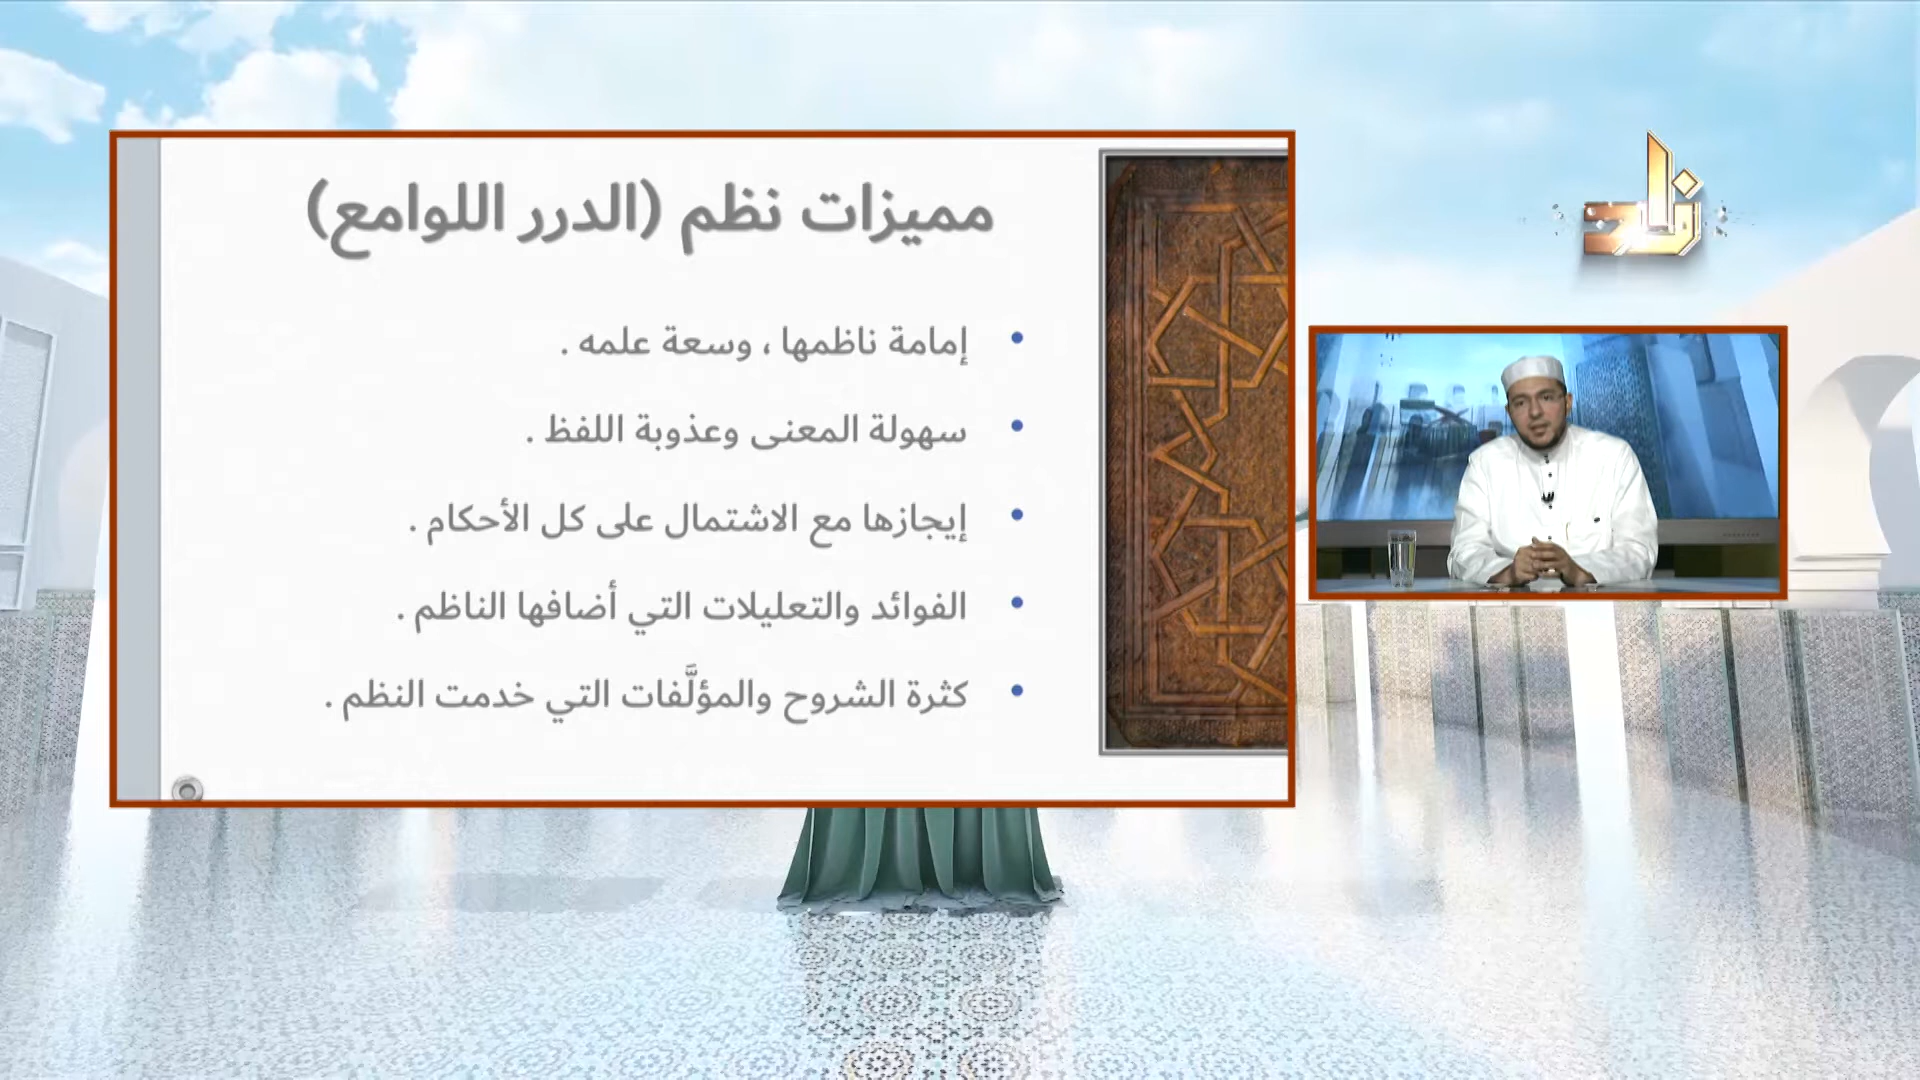 مميزات نظم (الدرر اللوامع)
• إمامة ناظمها ، وسعة علمه .
• سهولة المعنى وعذوبة اللفظ .
• إيجازها مع الاشتمال على كل الأحكام .
• الفوائد والتعليلات التي أضافها الناظم .
• كثرة الشروح والمؤلَّفات التي خدمت النظم .
زاد